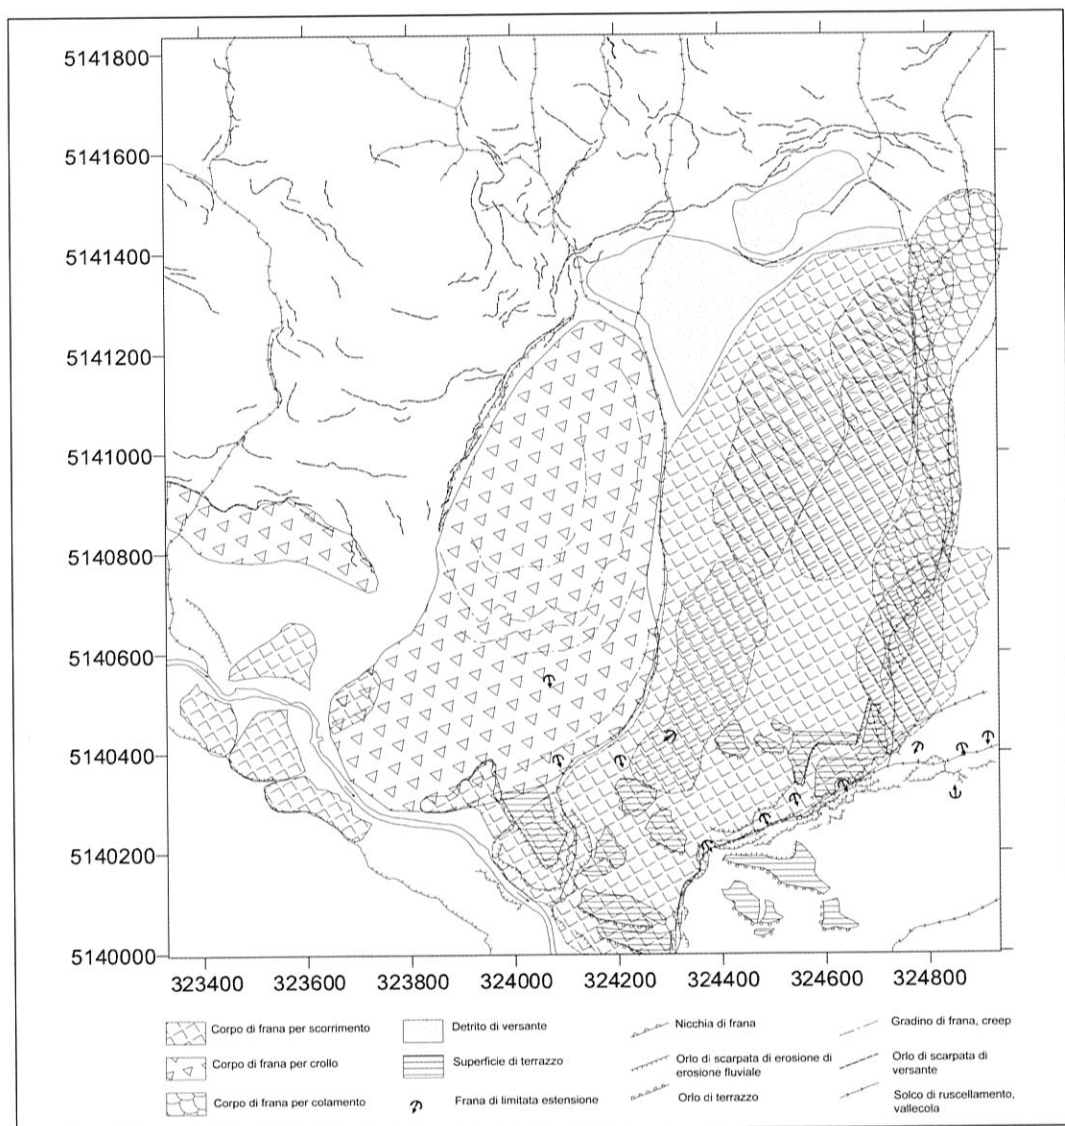 5141800
5141600
5141400
5141200
5141000
5140800
5140600
5140400
5140200
5140000
323400 323600 323800 324000 324200 324400 324600 324800
Corpo di frana per scorrimento
Corpo di frana per crollo
Corpo di frana per colamento
Detrito di versante
Superficie di terrazzo
Frana di limitata estensione
Nicchia di frana
Orlo di scarpata di erosione di
erosione fluviale
Orlo di terrazzo
Gradino di frana, creep
Orlo di scarpata di
versante
Solco di ruscellamento,
vallecola